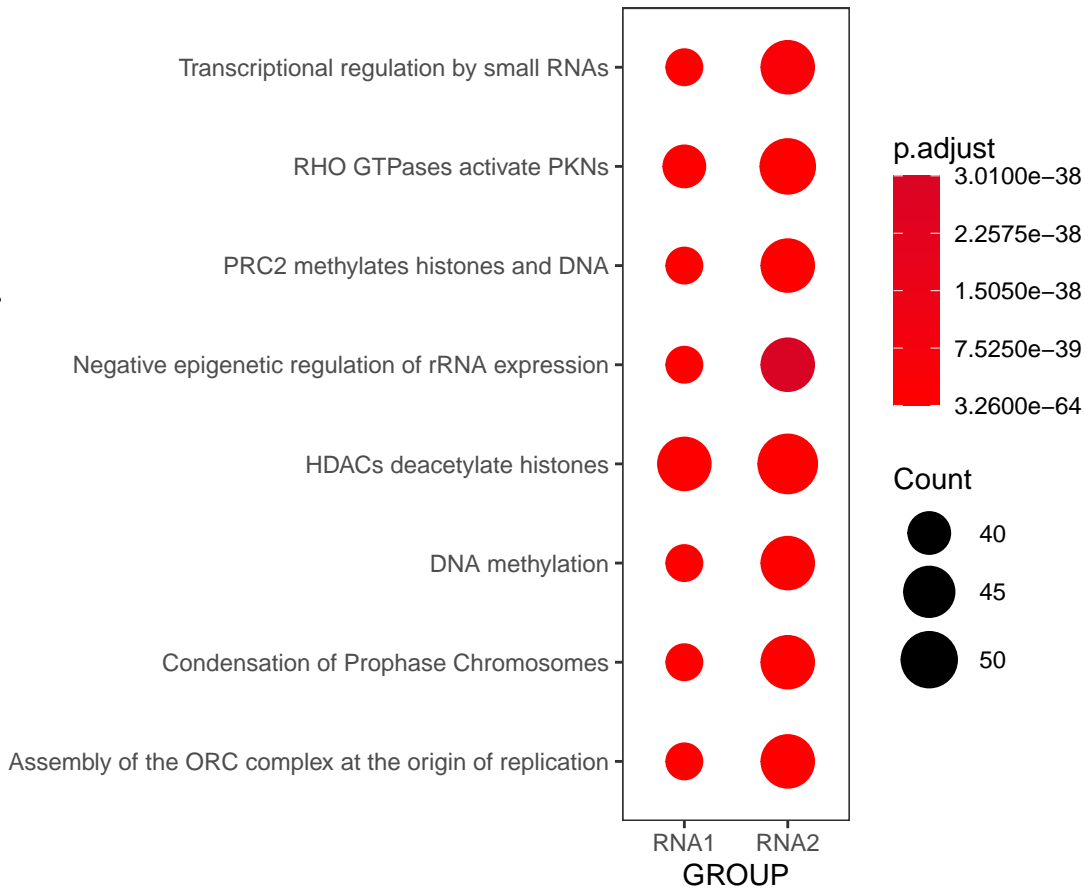 Transcriptional regulation by small RNAs
RHO GTPases activate PKNs
PRC2 methylates histones and DNA
Negative epigenetic regulation of rRNA expression
HDACs deacetylate histones
DNA methylation
Condensation of Prophase Chromosomes
Assembly of the ORC complex at the origin of replication
RNA1 RNA2
GROUP
p.adjust
3.0100e−38
2.2575e−38
1.5050e−38
7.5250e−39
3.2600e−64
Count
40
45
50